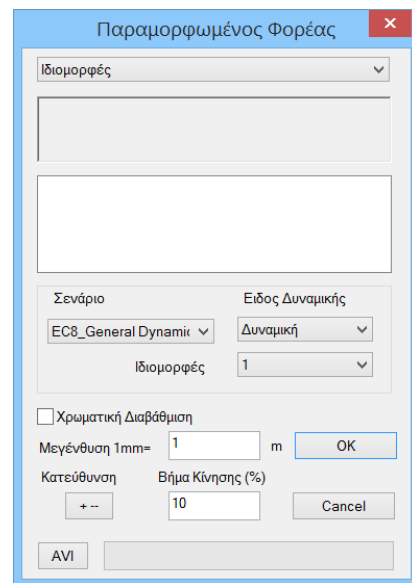 Παραμορφωμένος Φορέας
Ιδιομορφές
Σενάριο Ειδος Δυναμικής
EC8_General Dynamic Δυναμική
Ιδιομορφές 1
Χρωματική Διαβάθμιση
Μεγένθυση 1mm= 1 m OK
Κατεύθυνση Βήμα Κίνησης (%)
+ -- 10 Cancel
AVI